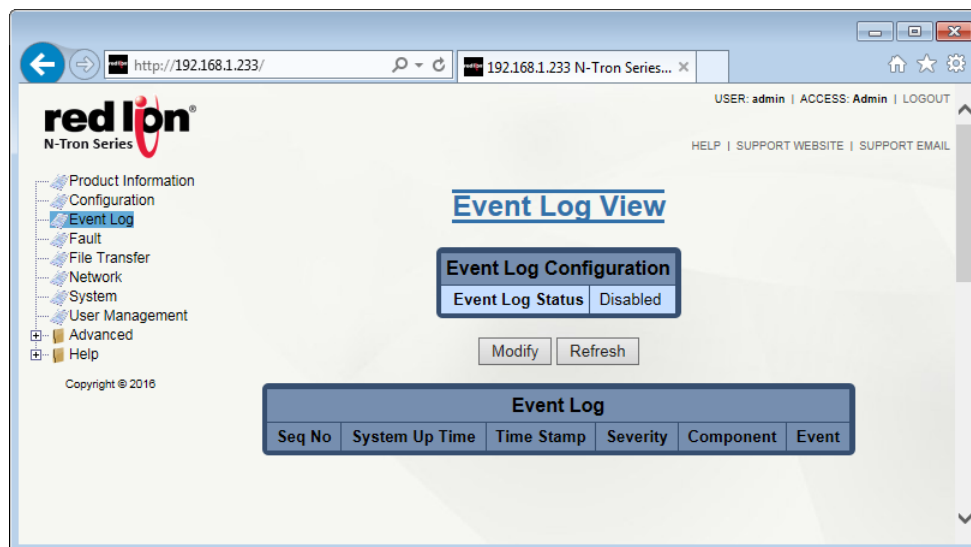 http://192.168.1.233/
192.168.1.233 N-Tron Series...
USER: admin | ACCESS: Admin | LOGOUT
red lion®
N-Tron Series
HELP | SUPPORT WEBSITE | SUPPORT EMAIL
Product Information
Configuration
Event Log
Fault
File Transfer
Network
System
User Management
Advanced
Help
Copyright © 2016
Event Log View
Event Log Configuration
Event Log Status Disabled
Modify Refresh
Event Log
Seq No System Up Time Time Stamp Severity Component Event